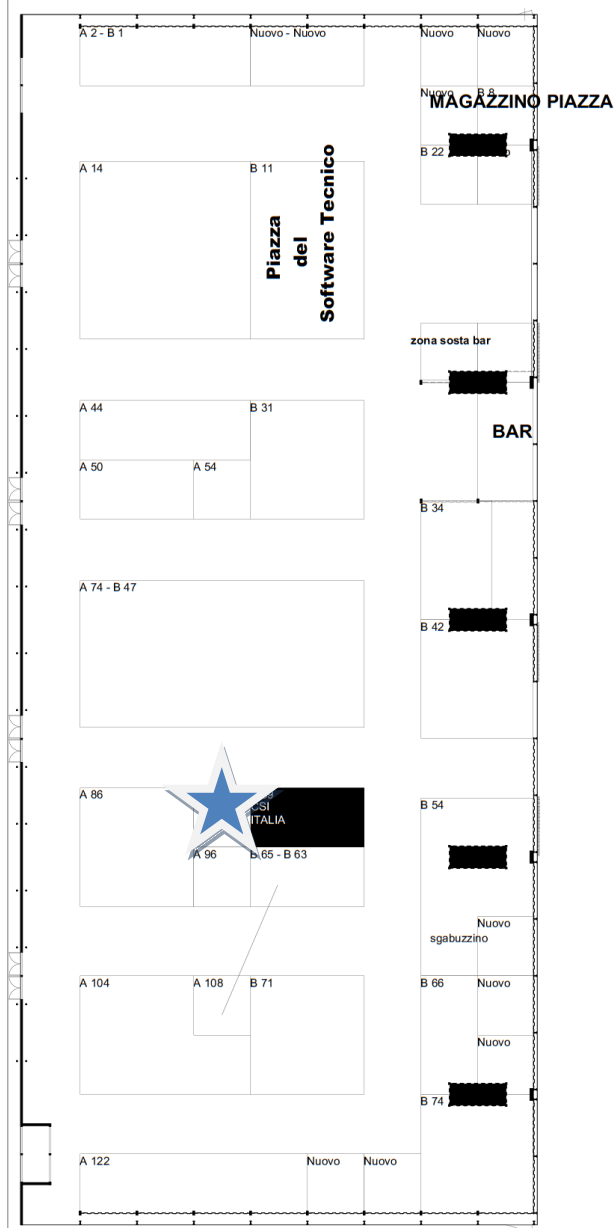 A 2 - B 1
Nuovo - Nuovo
Nuovo
Nuovo
Nuovo
B 8
MAGAZZINO PIAZZA
B 22
A 14
B 11
Piazza
del
Software Tecnico
zona sosta bar
A 44
B 31
BAR
A 50
A 54
B 34
A 74 - B 47
B 42
A 86
CSI
ITALIA
B 54
A 96
B 65 - B 63
Nuovo
sgabuzzino
A 104
A 108
B 71
B 66
Nuovo
Nuovo
B 74
A 122
Nuovo
Nuovo